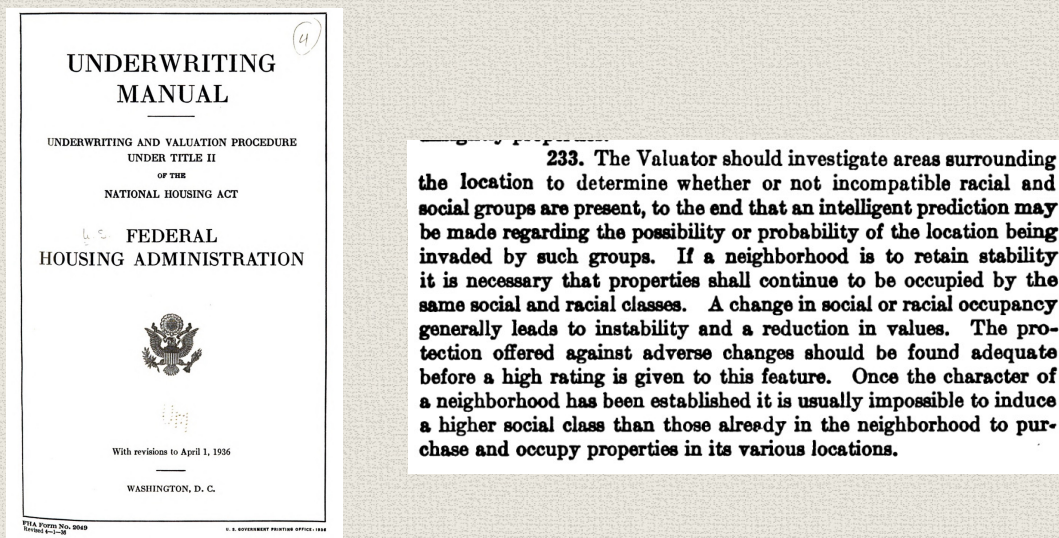 4
UNDERWRITING
MANUAL
UNDERWRITING AND VALUATION PROCEDURE
UNDER TITLE II
OF THE
NATIONAL HOUSING ACT
U.S. FEDERAL
HOUSING ADMINISTRATION
With revisions to April 1, 1936
WASHINGTON, D. C.
FHA Form No. 2049
Revised 4—1—36
U. S. GOVERNMENT PRINTING OFFICE : 1936
233. The Valuator should investigate areas surrounding
the location to determine whether or not incompatible racial and
social groups are present, to the end that an intelligent prediction may
be made regarding the possibility or probability of the location being
invaded by such groups. If a neighborhood is to retain stability
it is necessary that properties shall continue to be occupied by the
same social and racial classes. A change in social or racial occupancy
generally leads to instability and a reduction in values. The pro-
tection offered against adverse changes should be found adequate
before a high rating is given to this feature. Once the character of
a neighborhood has been established it is usually impossible to induce
a higher social class than those already in the neighborhood to pur-
chase and occupy properties in its various locations.